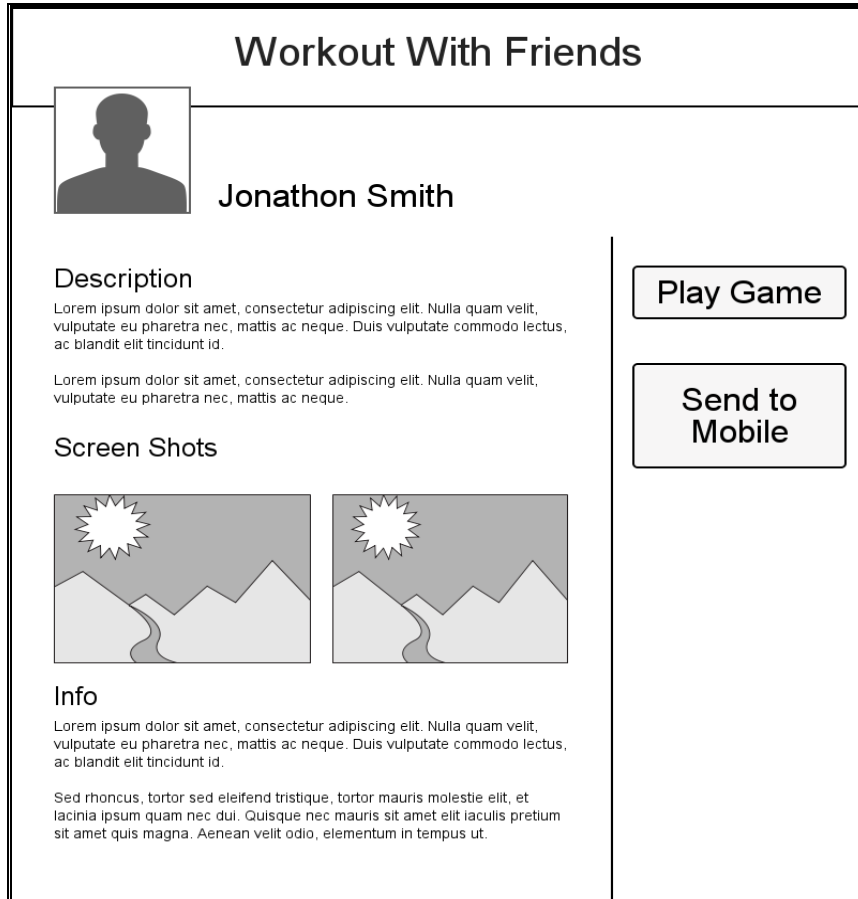 Workout With Friends
Jonathon Smith
Description
Lorem ipsum dolor sit amet, consectetur adipiscing elit. Nulla quam velit,
vulputate eu pharetra nec, mattis ac neque. Duis vulputate commodo lectus,
ac blandit elit tincidunt id.
Lorem ipsum dolor sit amet, consectetur adipiscing elit. Nulla quam velit,
vulputate eu pharetra nec, mattis ac neque.
Screen Shots
Info
Lorem ipsum dolor sit amet, consectetur adipiscing elit. Nulla quam velit,
vulputate eu pharetra nec, mattis ac neque. Duis vulputate commodo lectus,
ac blandit elit tincidunt id.
Sed rhoncus, tortor sed eleifend tristique, tortor mauris molestie elit, et
lacinia ipsum quam nec dui. Quisque nec mauris sit amet elit iaculis pretium
sit amet quis magna. Aenean velit odio, elementum in tempus ut.
Play Game
Send to
Mobile